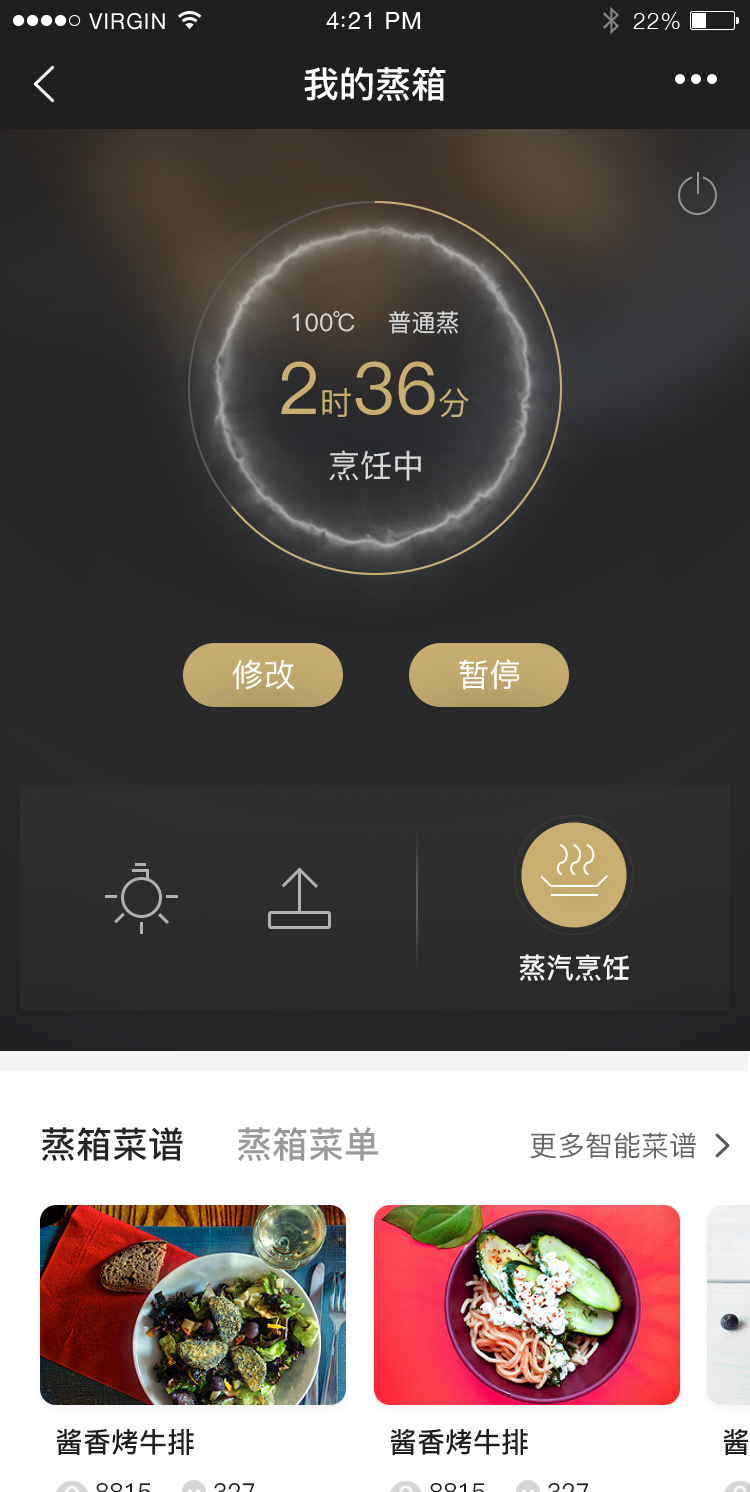 VIRGIN 4:21 PM 22%
我的蒸箱
100℃ 普通蒸
2时36分
烹饪中
修改 暂停
蒸汽烹饪
蒸箱菜谱 蒸箱菜单 更多智能菜谱
酱香烤牛排 酱香烤牛排 酱
8815 327 8815 327